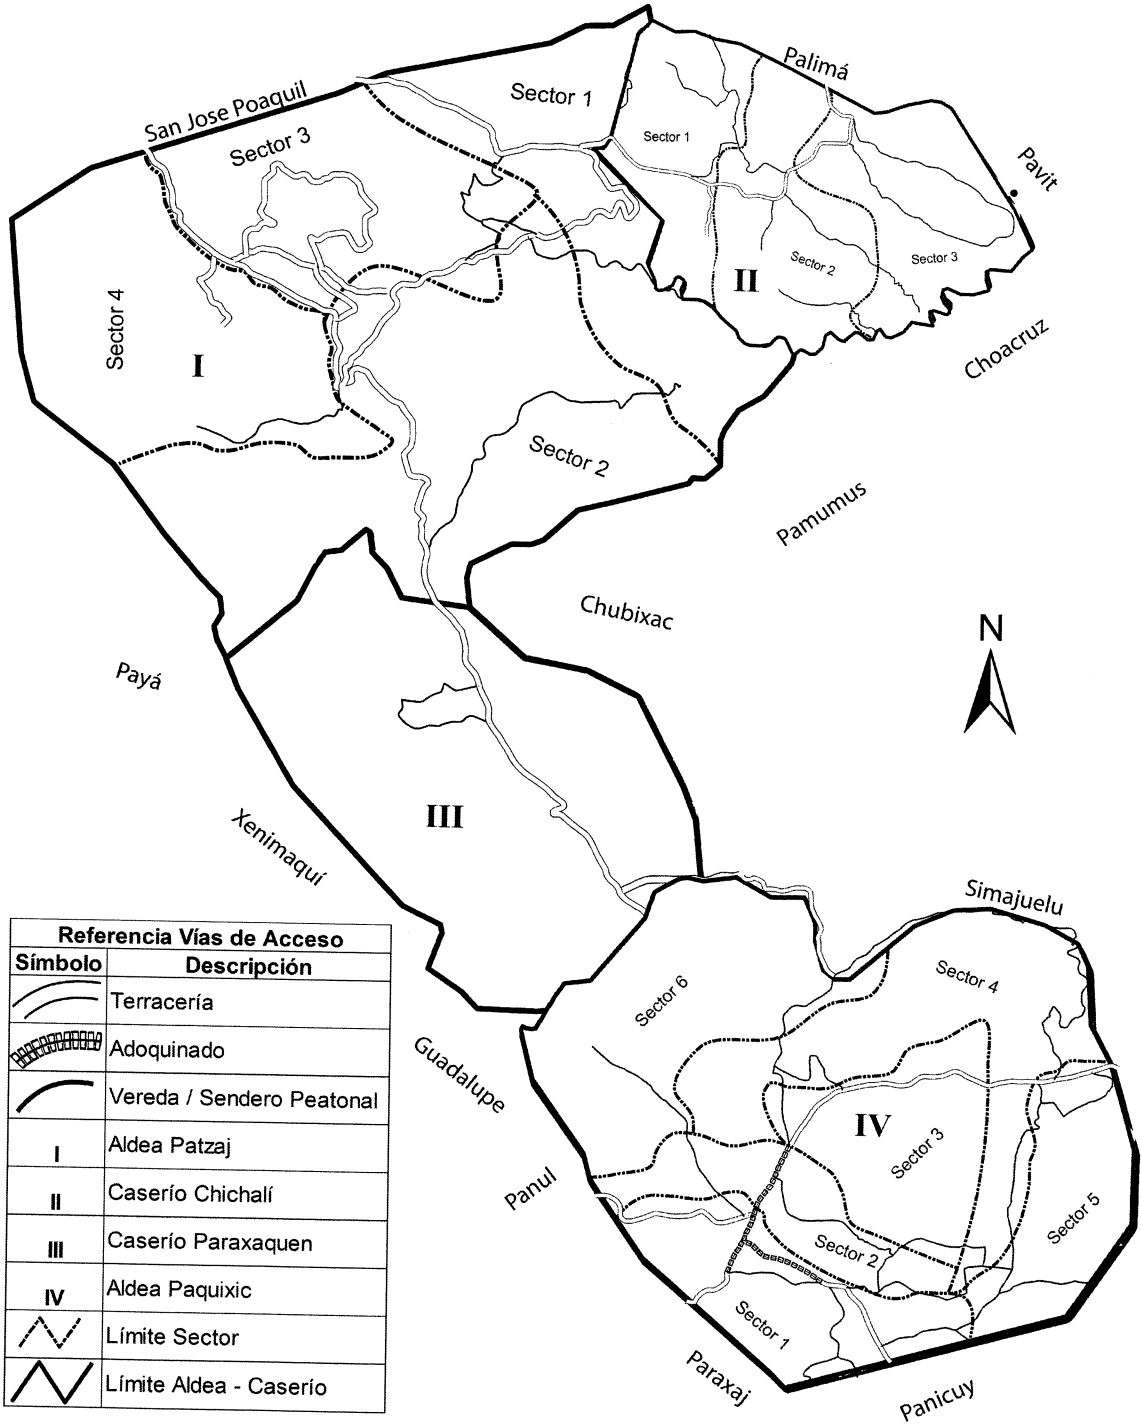 Palimá
San Jose Poaquil
Sector 1
Sector 3
Sector 1
Pavit
Sector 2
Sector 3
II
Sector 4
I
Choacruz
Sector 2
Pamumus
Chubixac
N
Payá
III
Xenimaquí
Simajuelu
Sector 6
Sector 4
Guadalupe
IV
Sector 3
Panul
Sector 5
Sector 2
Sector 1
Paraxaj
Panicuy
Referencia Vías de Acceso
Símbolo Descripción
Terracería
Adoquinado
Vereda / Sendero Peatonal
I Aldea Patzaj
II Caserío Chichalí
III Caserío Paraxaquen
IV Aldea Paquixic
Límite Sector
Límite Aldea - Caserío